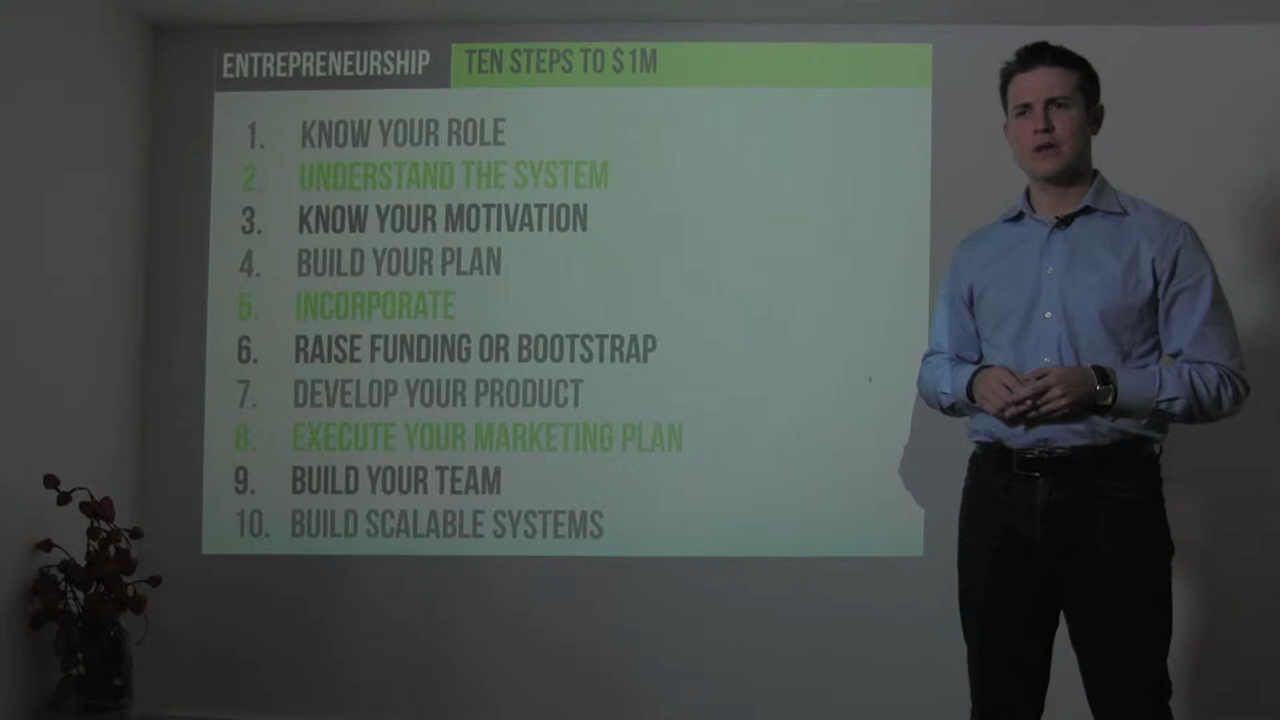 ENTREPRENEURSHIP TEN STEPS TO $1M
1. KNOW YOUR ROLE
2. UNDERSTAND THE SYSTEM
3. KNOW YOUR MOTIVATION
4. BUILD YOUR PLAN
5. INCORPORATE
6. RAISE FUNDING OR BOOTSTRAP
7. DEVELOP YOUR PRODUCT
8. EXECUTE YOUR MARKETING PLAN
9. BUILD YOUR TEAM
10. BUILD SCALABLE SYSTEMS